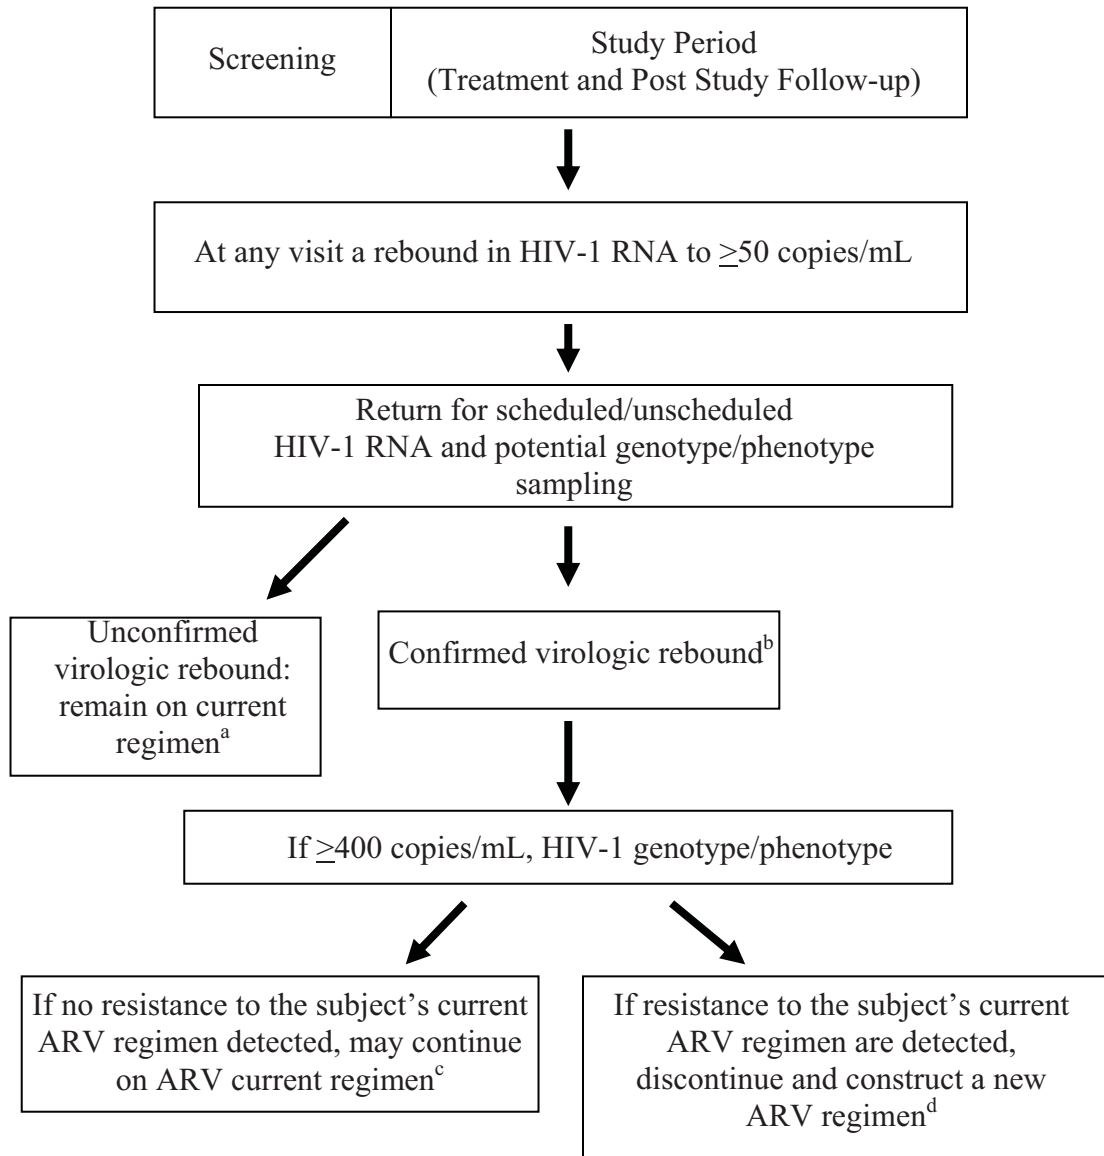 Screening
Study Period
(Treatment and Post Study Follow-up)
At any visit a rebound in HIV-1 RNA to ≥50 copies/mL
Return for scheduled/unscheduled
HIV-1 RNA and potential genotype/phenotype
sampling
Unconfirmed
virologic rebound:
remain on current
regimenᵃ
Confirmed virologic reboundᵇ
If ≥400 copies/mL, HIV-1 genotype/phenotype
If no resistance to the subject’s current
ARV regimen detected, may continue
on ARV current regimenᶜ
If resistance to the subject’s current
ARV regimen are detected,
discontinue and construct a new
ARV regimenᵈ